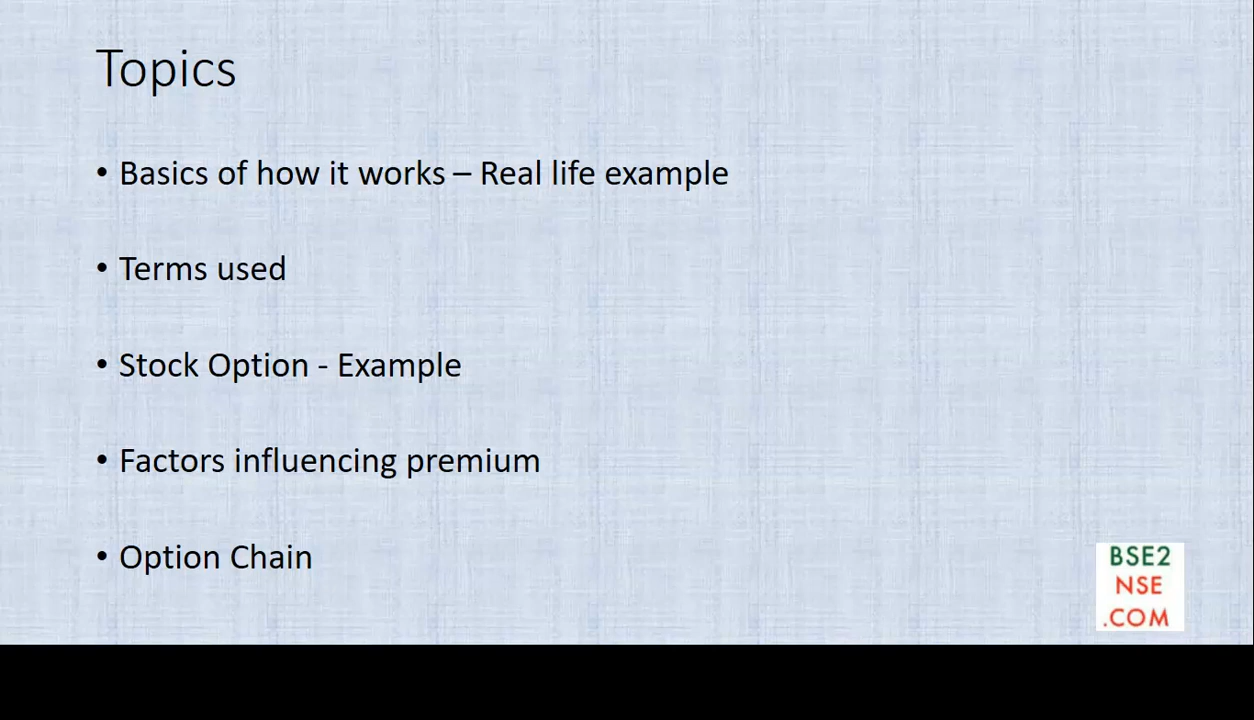 Topics
• Basics of how it works – Real life example
• Terms used
• Stock Option - Example
• Factors influencing premium
• Option Chain
BSE2
NSE
.COM